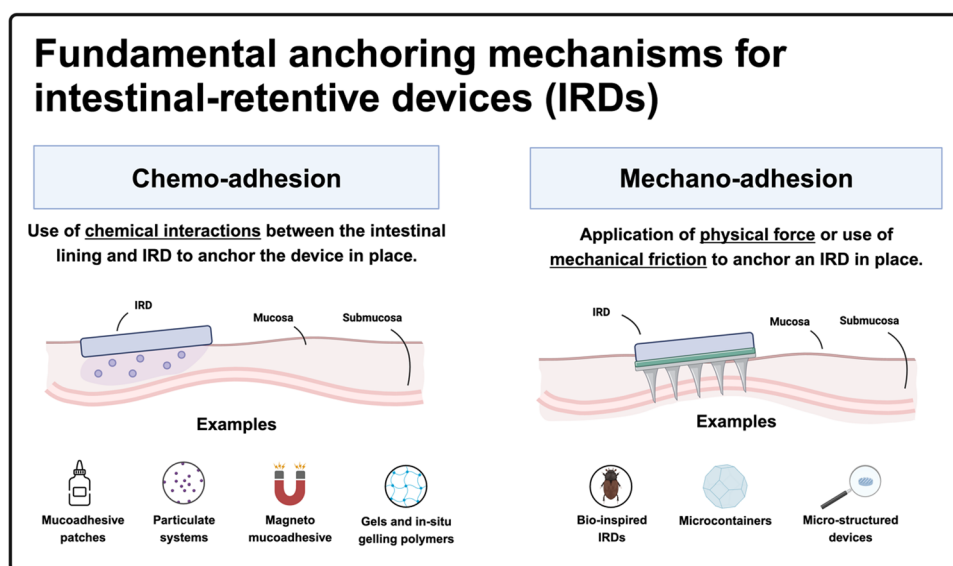 Fundamental anchoring mechanisms for
intestinal-retentive devices (IRDs)
Chemo-adhesion
Use of chemical interactions between the intestinal
lining and IRD to anchor the device in place.
IRD
Mucosa
Submucosa
Examples
Mucoadhesive
patches
Particulate
systems
Magneto
mucoadhesive
Gels and in-situ
gelling polymers
Mechano-adhesion
Application of physical force or use of
mechanical friction to anchor an IRD in place.
IRD
Mucosa
Submucosa
Examples
Bio-inspired
IRDs
Microcontainers
Micro-structured
devices